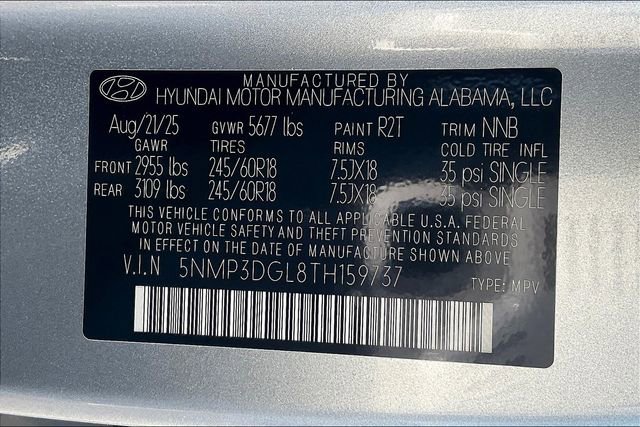 MANUFACTURED BY
HYUNDAI MOTOR MANUFACTURING ALABAMA, LLC
Aug/21/25 GVWR 5677 lbs PAINT R2T TRIM NNB
GAWR TIRES RIMS COLD TIRE INFL
FRONT 2955 lbs 245/60R18 7.5JX18 35 psi SINGLE
REAR 3109 lbs 245/60R18 7.5JX18 35 psi SINGLE
THIS VEHICLE CONFORMS TO ALL APPLICABLE U.S.A. FEDERAL
MOTOR VEHICLE SAFETY AND THEFT PREVENTION STANDARDS
IN EFFECT ON THE DATE OF MANUFACTURE SHOWN ABOVE
V.I.N 5NMP3DGL8TH159737 TYPE: MPV